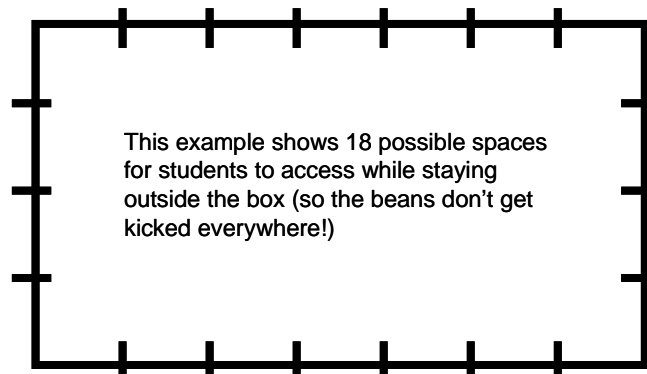 This example shows 18 possible spaces
for students to access while staying
outside the box (so the beans don’t get
kicked everywhere!)